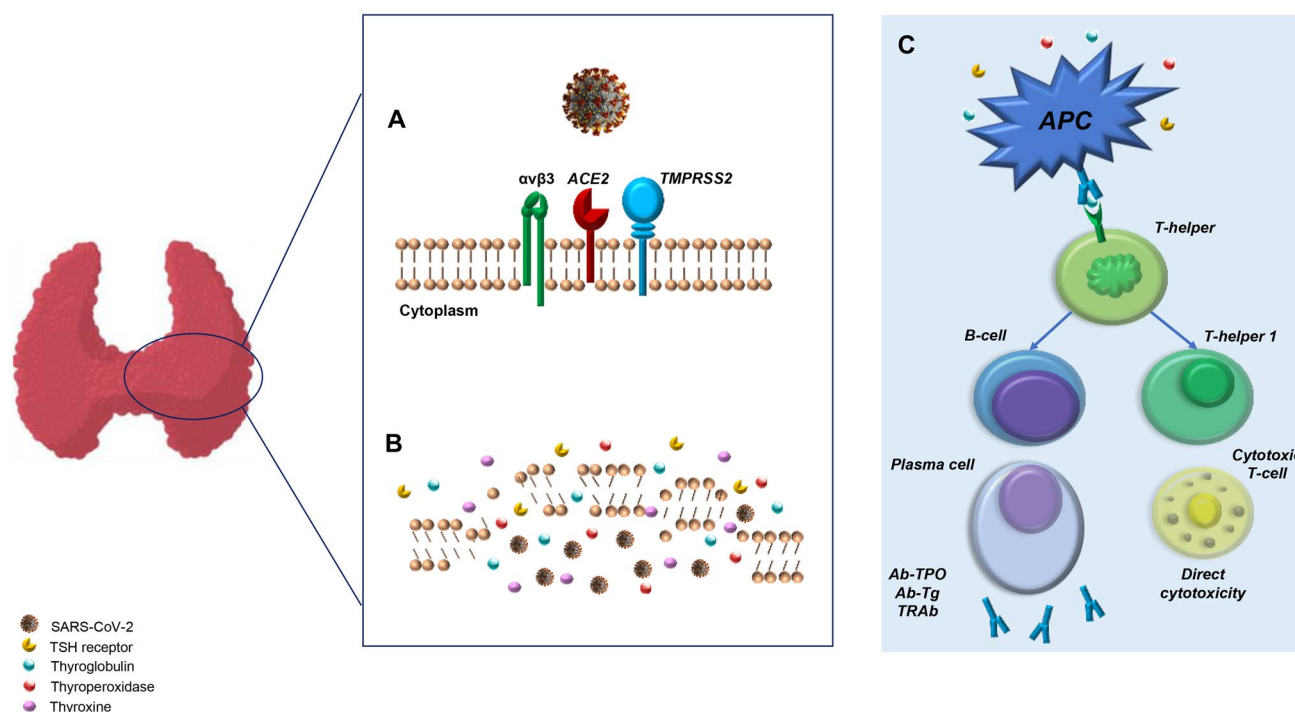 A
αvβ3
ACE2
TMPRSS2
Cytoplasm
B
SARS-CoV-2
TSH receptor
Thyroglobulin
Thyroperoxidase
Thyroxine
C
APC
T-helper
B-cell
T-helper 1
Plasma cell
Cytotoxic
T-cell
Ab-TPO
Ab-Tg
TRAb
Direct
cytotoxicity